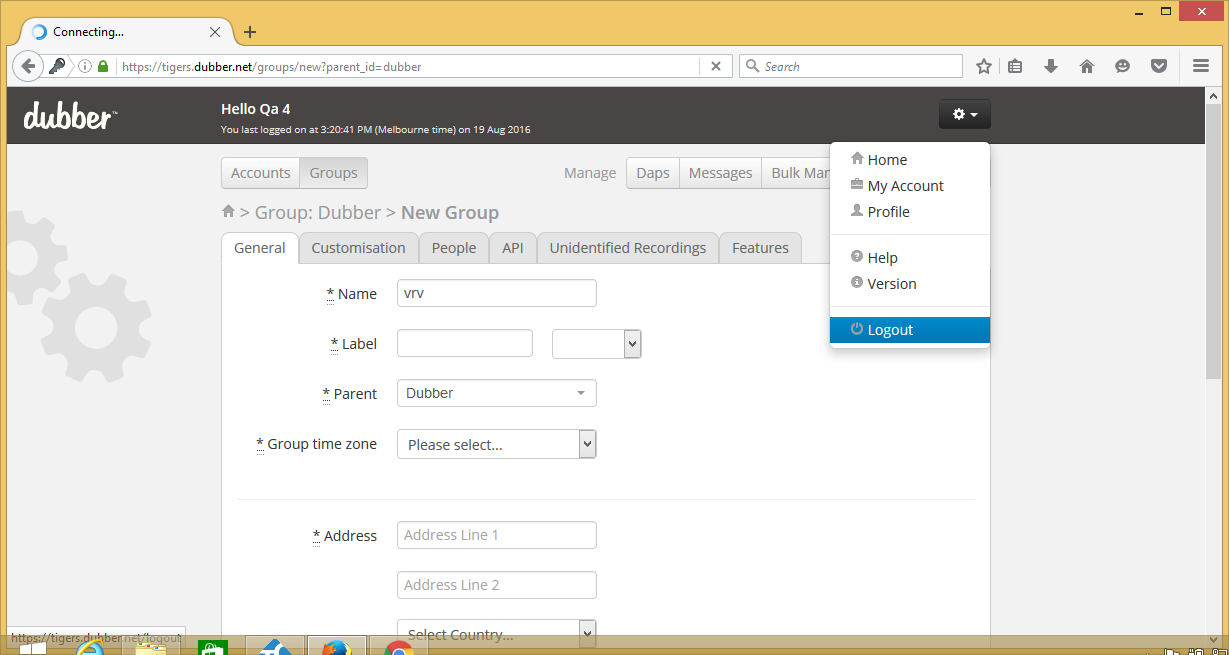 Connecting...
https://tigers.dubber.net/groups/new?parent_id=dubber
Search
dubber™
Hello Qa 4
You last logged on at 3:20:41 PM (Melbourne time) on 19 Aug 2016
Accounts Groups Manage Daps Messages Bulk Man
Home
My Account
Profile
Help
Version
Logout
> Group: Dubber > New Group
General Customisation People API Unidentified Recordings Features
* Name vrv
* Label
* Parent Dubber
* Group time zone Please select...
* Address Address Line 1
Address Line 2
Select Country...
https://tigers.dubber.net/logout